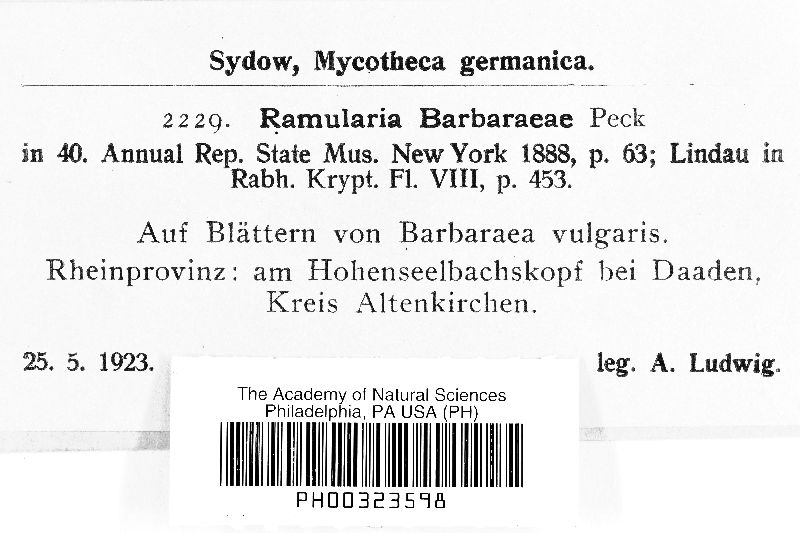 Sydow, Mycotheca germanica.
2229. Ramularia Barbaraeae Peck
in 40. Annual Rep. State Mus. New York 1888, p. 63; Lindau in
Rabh. Krypt. Fl. VIII, p. 453.
Auf Blättern von Barbaraea vulgaris.
Rheinprovinz: am Hohenseelbachskopf bei Daaden,
Kreis Altenkirchen.
25. 5. 1923. leg. A. Ludwig.
The Academy of Natural Sciences
Philadelphia, PA USA (PH)
PH00323598